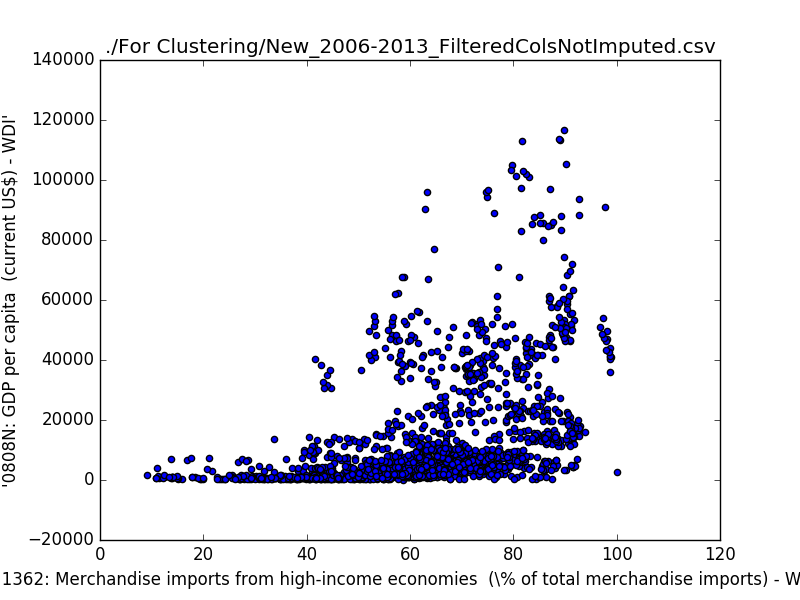 ./For Clustering/New_2006-2013_FilteredColsNotImputed.csv
140000
120000
100000
80000
60000
40000
20000
0
−20000
'0808N: GDP per capita (current US$) - WDI'
0 20 40 60 80 100 120
1362: Merchandise imports from high-income economies (\% of total merchandise imports) - W